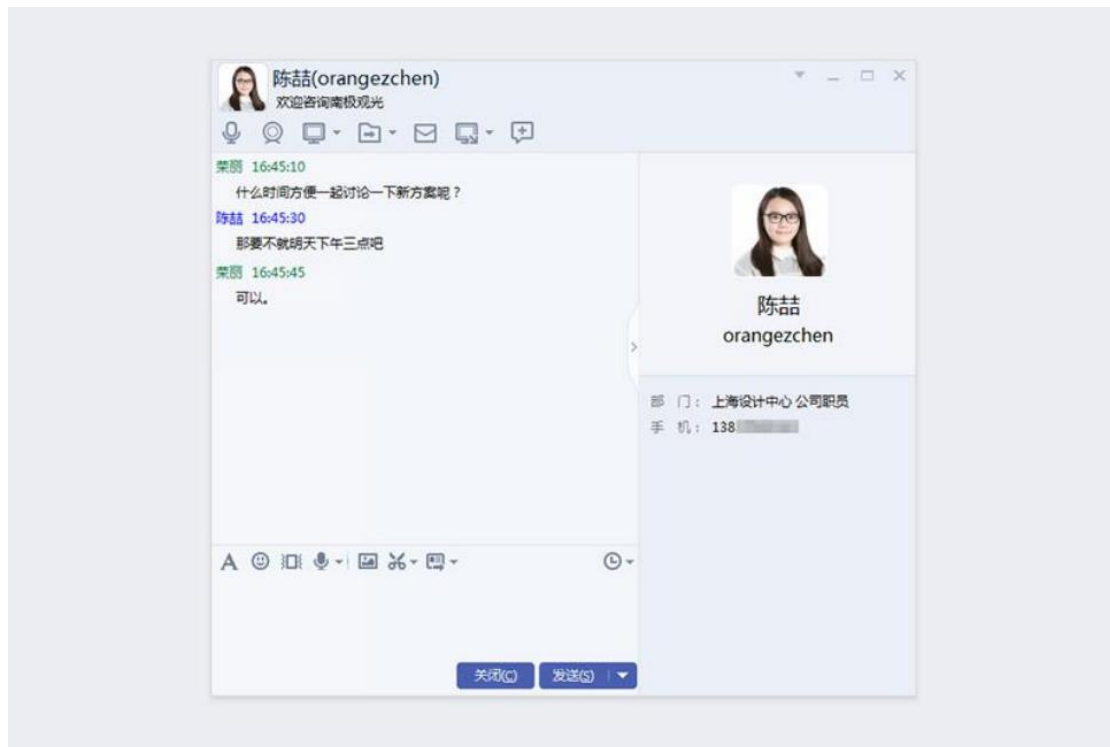 陈喆(orangezchen)
欢迎咨询南极观光
荣丽 16:45:10
什么时间方便一起讨论一下新方案呢？
陈喆 16:45:30
那要不就明天下午三点吧
荣丽 16:45:45
可以。
陈喆
orangezchen
部 门： 上海设计中心 公司职员
手 机： 138
关闭(C) 发送(S)